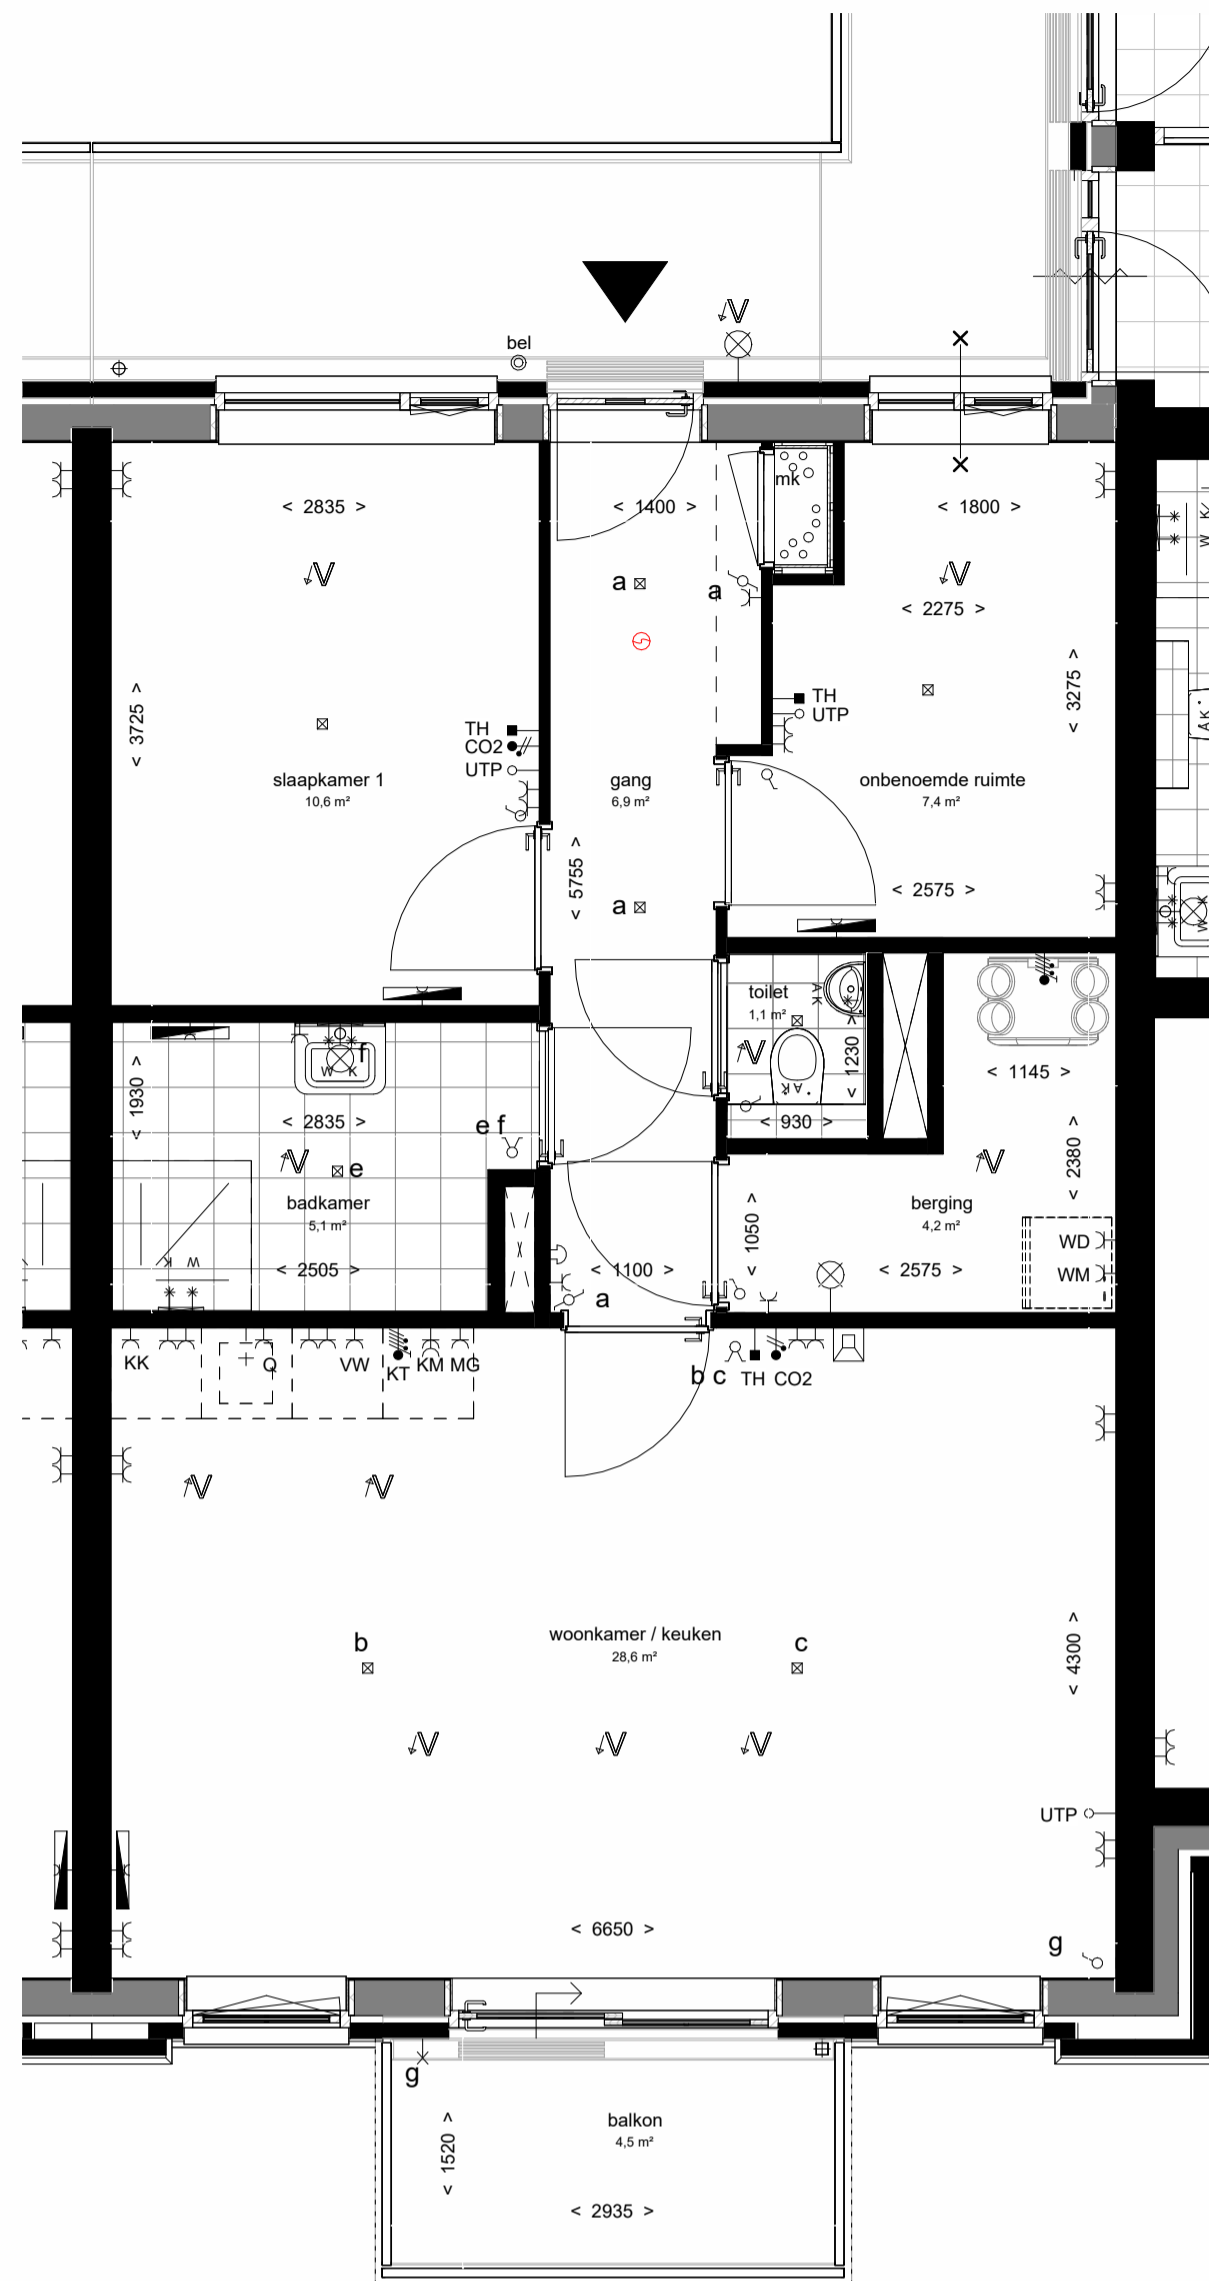 V
bel
mk
< 2835 >
< 1400 >
< 1800 >
V
a
a
V
< 2275 >
< 3725 >
< 3275 >
TH
CO2
UTP
TH
UTP
slaapkamer 1
10,6 m²
gang
6,9 m²
onbenoemde ruimte
7,4 m²
< 5755 >
a
< 2575 >
W K
A K
W K
toilet
1,1 m²
A K
V
< 1230 >
A K
< 930 >
f
W K
< 1930 >
< 2835 >
e f
V
e
badkamer
5,1 m²
< 2505 >
K W
< 1145 >
< 2380 >
V
berging
4,2 m²
< 1050 >
< 2575 >
WD
WM
< 1100 >
a
KK
Q
VW
KT
KM
MG
b c
TH
CO2
V
V
b
woonkamer / keuken
28,6 m²
c
< 4300 >
V
V
V
UTP
< 6650 >
g
g
balkon
4,5 m²
< 1520 >
< 2935 >